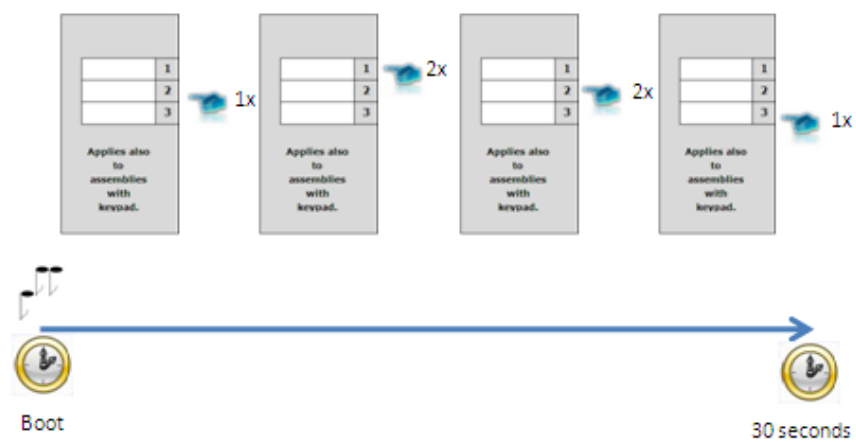 1
2
3
1x
Applies also
to
assemblies
with
keypad.
1
2
3
2x
Applies also
to
assemblies
with
keypad.
1
2
3
2x
Applies also
to
assemblies
with
keypad.
1
2
3
1x
Applies also
to
assemblies
with
keypad.
Boot
30 seconds